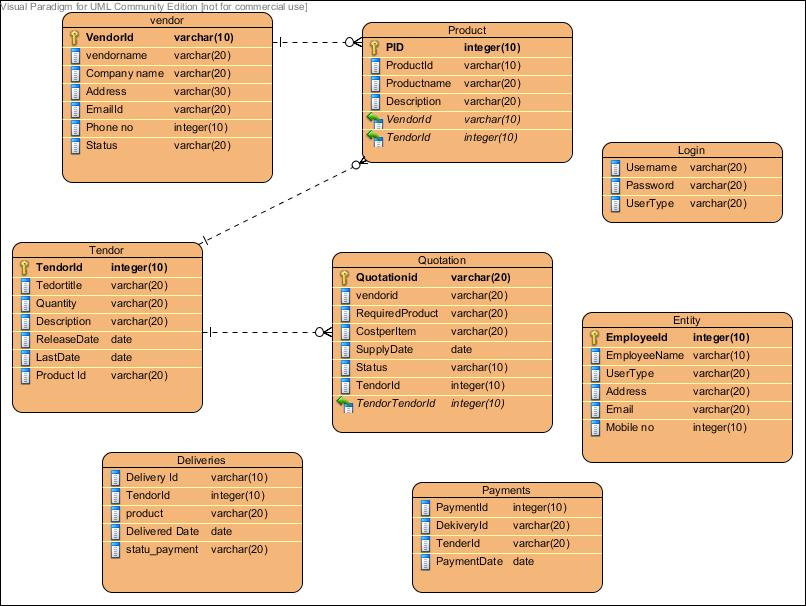 Visual Paradigm for UML Community Edition [not for commercial use]
vendor
VendorId varchar(10)
vendorname varchar(20)
Company name varchar(20)
Address varchar(30)
EmailId varchar(20)
Phone no integer(10)
Status varchar(20)
Product
PID integer(10)
ProductId varchar(10)
Productname varchar(20)
Description varchar(20)
VendorId varchar(10)
TendorId integer(10)
Login
Username varchar(20)
Password varchar(20)
UserType varchar(20)
Tendor
TendorId integer(10)
Tedortitle varchar(20)
Quantity varchar(20)
Description varchar(20)
ReleaseDate date
LastDate date
Product Id varchar(20)
Quotation
Quotationid varchar(20)
vendorid varchar(20)
RequiredProduct varchar(20)
CostperItem varchar(20)
SupplyDate date
Status varchar(10)
TendorId integer(10)
TendorTendorId integer(10)
Entity
EmployeeId integer(10)
EmployeeName varchar(10)
UserType varchar(20)
Address varchar(20)
Email varchar(20)
Mobile no integer(10)
Deliveries
Delivery Id varchar(10)
TendorId integer(10)
product varchar(20)
Delivered Date date
statu_payment varchar(20)
Payments
PaymentId integer(10)
DekiveryId varchar(20)
TenderId varchar(20)
PaymentDate date